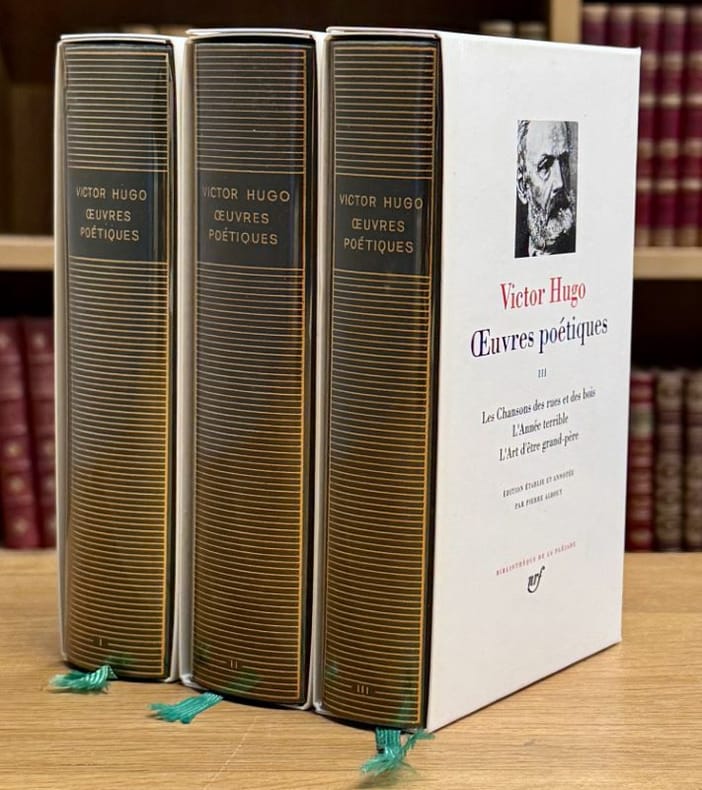 VICTOR HUGO
ŒUVRES
POÉTIQUES
I
VICTOR HUGO
ŒUVRES
POÉTIQUES
II
VICTOR HUGO
ŒUVRES
POÉTIQUES
III
Victor Hugo
Œuvres poétiques
III
Les Chansons des rues et des bois
L'Année terrible
L'Art d'être grand-père
ÉDITION ÉTABLIE ET ANNOTÉE
PAR PIERRE ALBOUY
BIBLIOTHÈQUE DE LA PLÉIADE
nrf